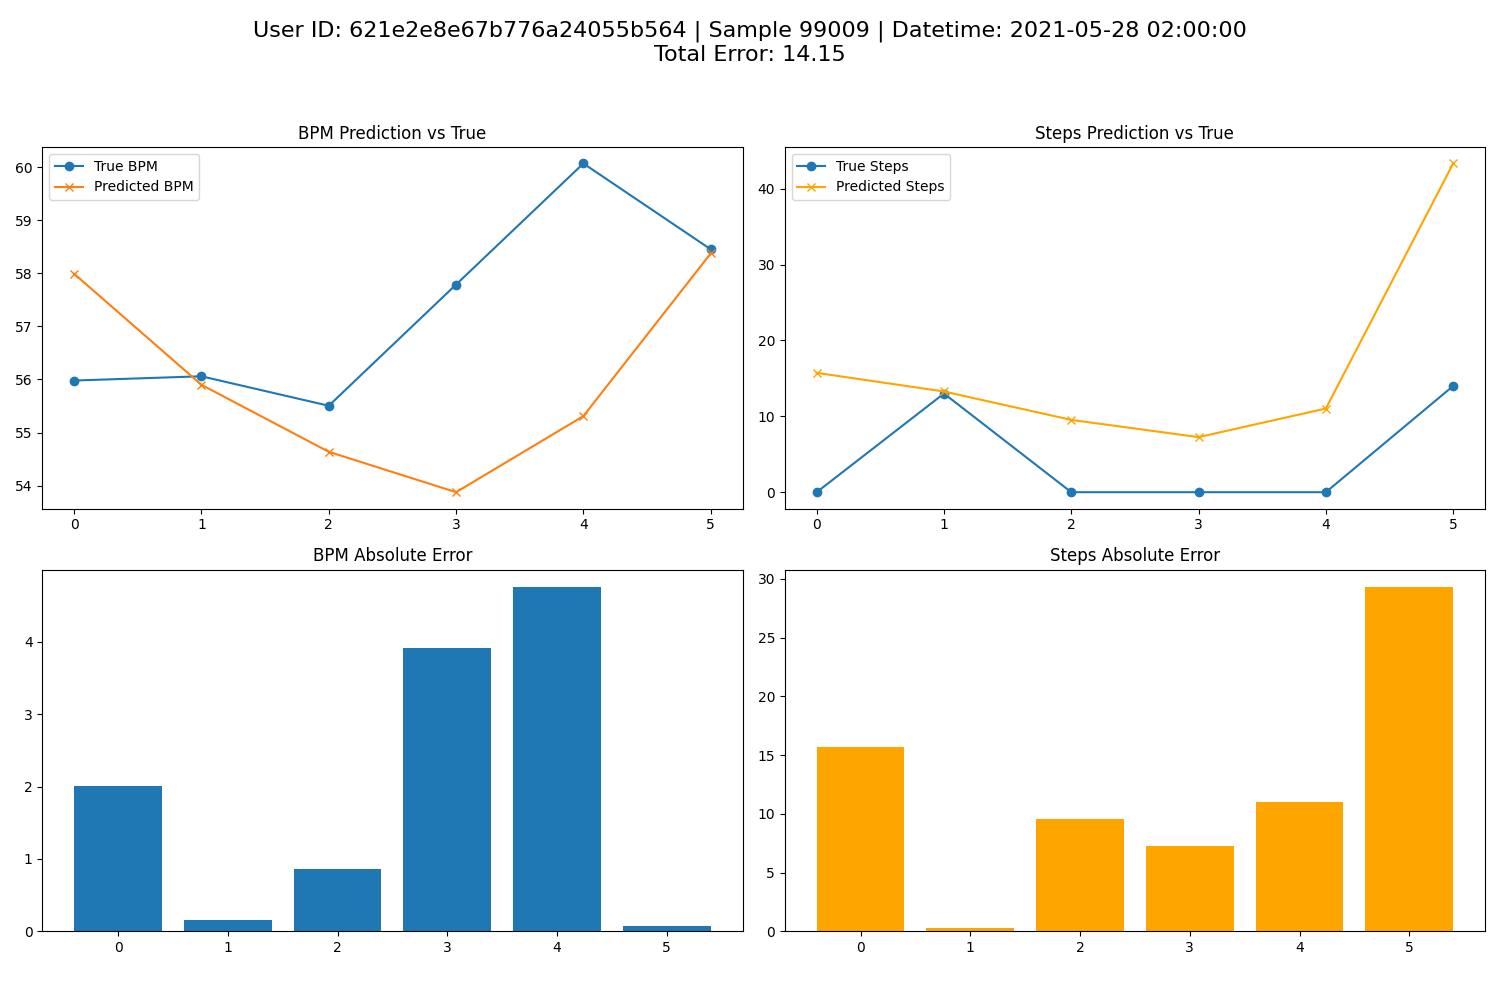 User ID: 621e2e8e67b776a24055b564 | Sample 99009 | Datetime: 2021-05-28 02:00:00
Total Error: 14.15
BPM Prediction vs True
True BPM
Predicted BPM
60
59
58
57
56
55
54
0 1 2 3 4 5
Steps Prediction vs True
True Steps
Predicted Steps
40
30
20
10
0
0 1 2 3 4 5
BPM Absolute Error
4
3
2
1
0
0 1 2 3 4 5
Steps Absolute Error
30
25
20
15
10
5
0
0 1 2 3 4 5